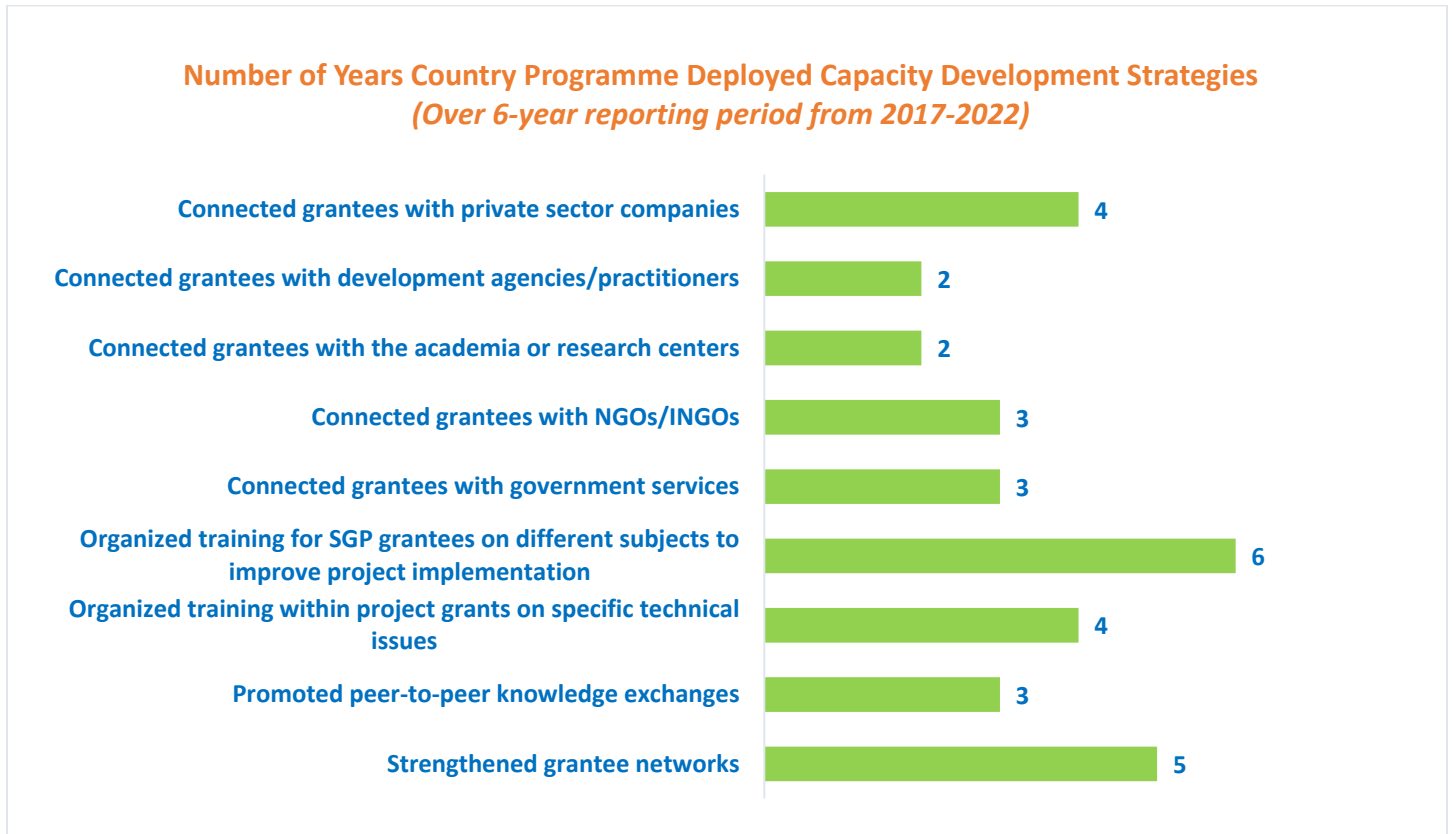 Number of Years Country Programme Deployed Capacity Development Strategies
(Over 6-year reporting period from 2017-2022)
Connected grantees with private sector companies 4
Connected grantees with development agencies/practitioners 2
Connected grantees with the academia or research centers 2
Connected grantees with NGOs/INGOs 3
Connected grantees with government services 3
Organized training for SGP grantees on different subjects to
improve project implementation 6
Organized training within project grants on specific technical
issues 4
Promoted peer-to-peer knowledge exchanges 3
Strengthened grantee networks 5